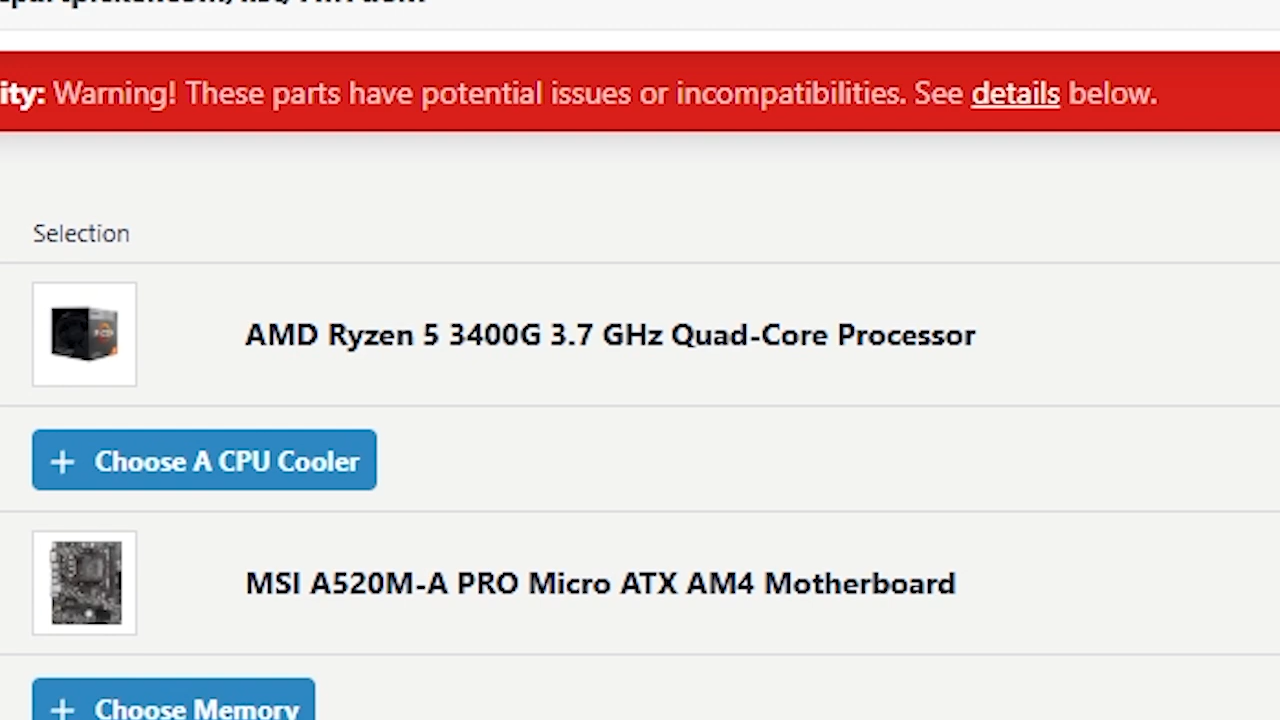 ity: Warning! These parts have potential issues or incompatibilities. See details below.
Selection
AMD Ryzen 5 3400G 3.7 GHz Quad-Core Processor
+ Choose A CPU Cooler
MSI A520M-A PRO Micro ATX AM4 Motherboard
+ Choose Memory